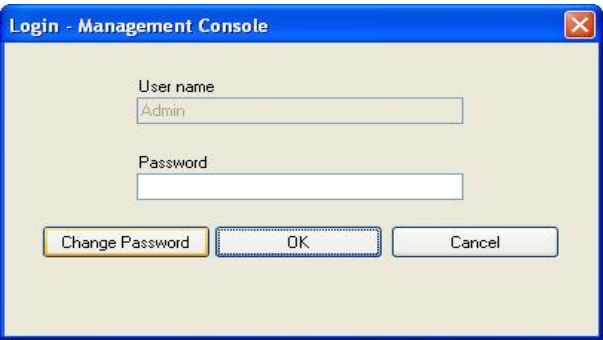 Login - Management Console
User name
Admin
Password
Change Password OK Cancel